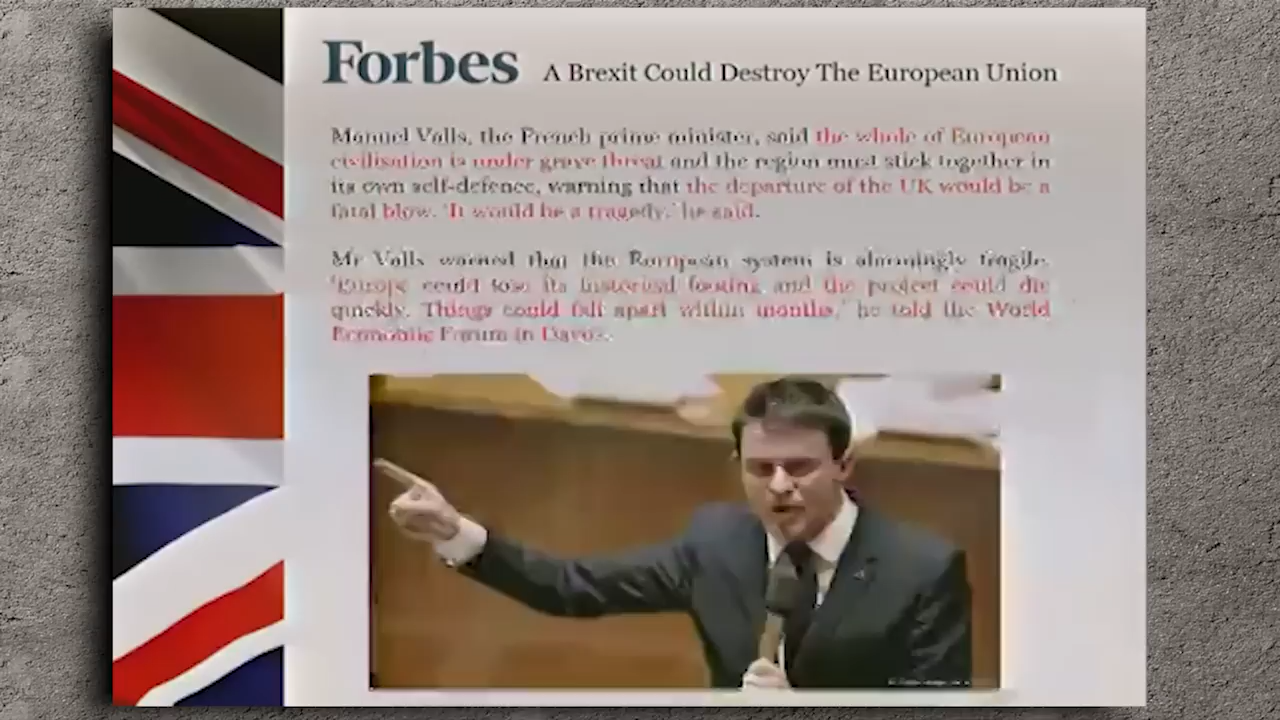 Forbes A Brexit Could Destroy The European Union
Manuel Valls, the French prime minister, said the whole of European
civilisation is under grave threat and the region must stick together in
its own self-defence, warning that the departure of the UK would be a
fatal blow. 'It would be a tragedy,' he said.
Mr Valls warned that the European system is alarmingly fragile.
'Europe could lose its historical footing and the project could die
quickly. Things could fall apart within months,' he told the World
Economic Forum in Davos.